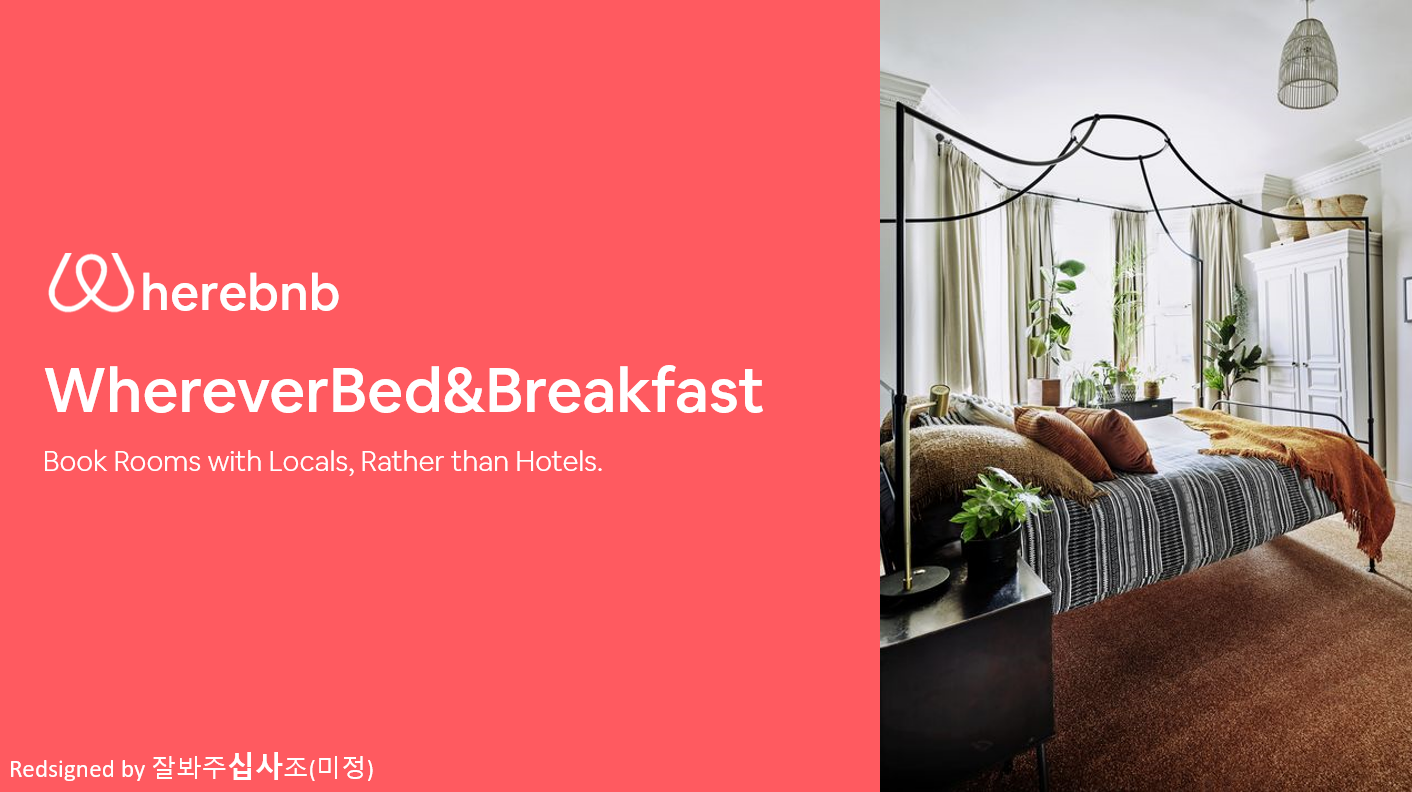 Wherebnb
WhereverBed&Breakfast
Book Rooms with Locals, Rather than Hotels.
Redsigned by 잘봐주십사조(미정)